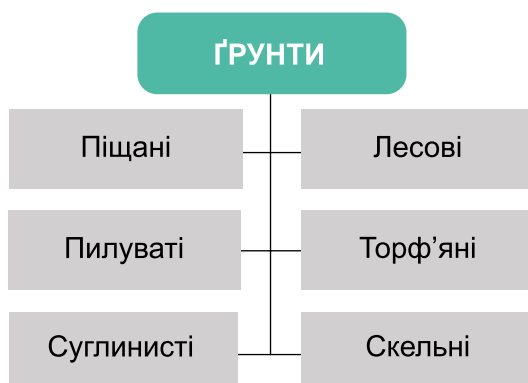 ҐРУНТИ
Піщані
Лесові
Пилуваті
Торф’яні
Суглинисті
Скельні